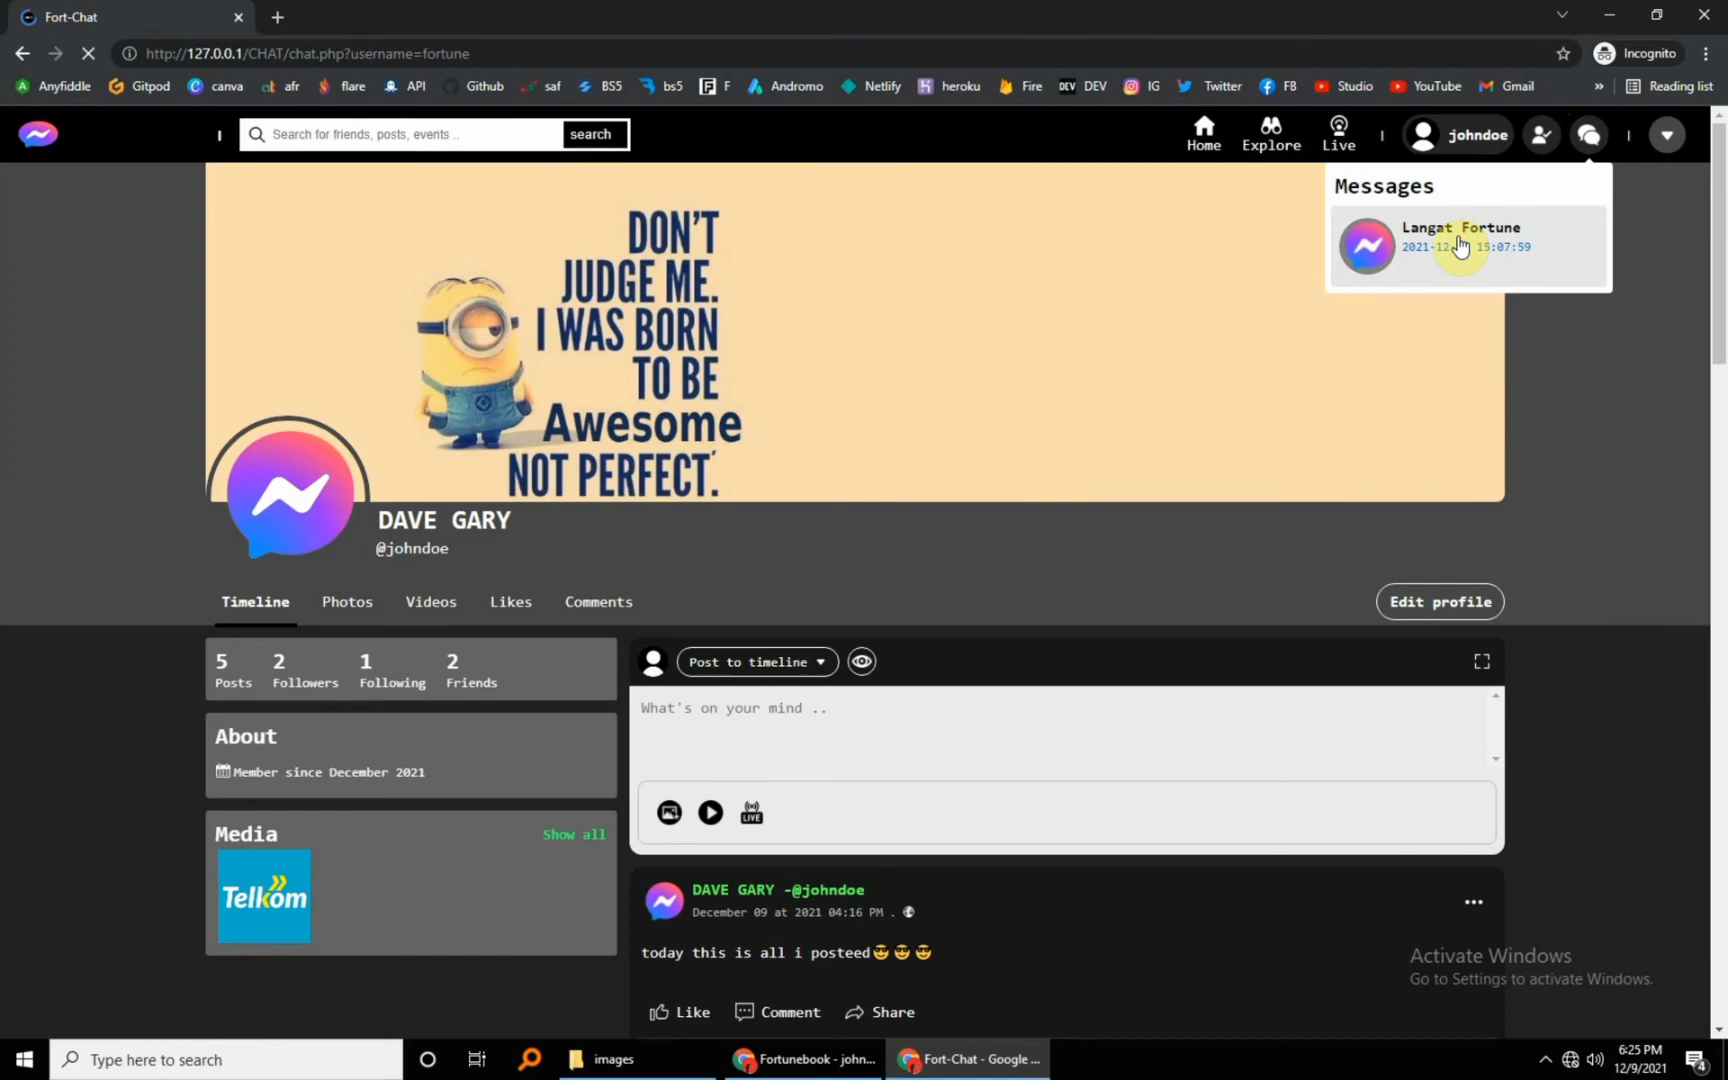 Fort-Chat
http://127.0.0.1/CHAT/chat.php?username=fortune
Incognito
Anyfiddle Gitpod canva afr flare API Github saf BS5 bs5 F Andromo Netlify heroku Fire DEV DEV IG Twitter FB Studio YouTube Gmail » Reading list
Search for friends, posts, events ..
search
Home Explore Live
johndoe
Messages
Langat Fortune
2021-12 15:07:59
DON'T
JUDGE ME.
I WAS BORN
TO BE
Awesome
NOT PERFECT.
DAVE GARY
@johndoe
Timeline Photos Videos Likes Comments
Edit profile
5 2 1 2
Posts Followers Following Friends
About
Member since December 2021
Media Show all
Telkom
Post to timeline
What's on your mind ..
LIVE
DAVE GARY -@johndoe
December 09 at 2021 04:16 PM .
today this is all i posteed😎😎😎
Like Comment Share
Activate Windows
Go to Settings to activate Windows.
Type here to search
images
Fortunebook - john...
Fort-Chat - Google ...
6:25 PM
12/9/2021
4